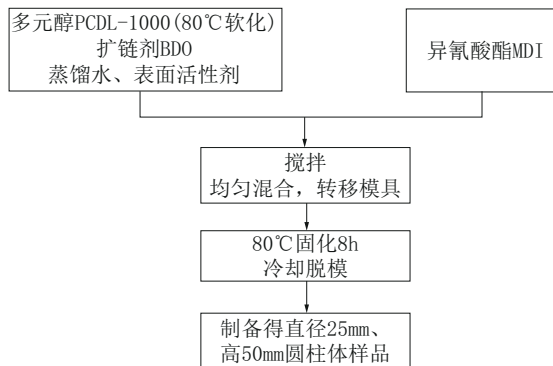 多元醇PCDL-1000(80℃软化)
扩链剂BDO
蒸馏水、表面活性剂
异氰酸酯MDI
搅拌
均匀混合，转移模具
80℃固化8h
冷却脱模
制备得直径25mm、
高50mm圆柱体样品